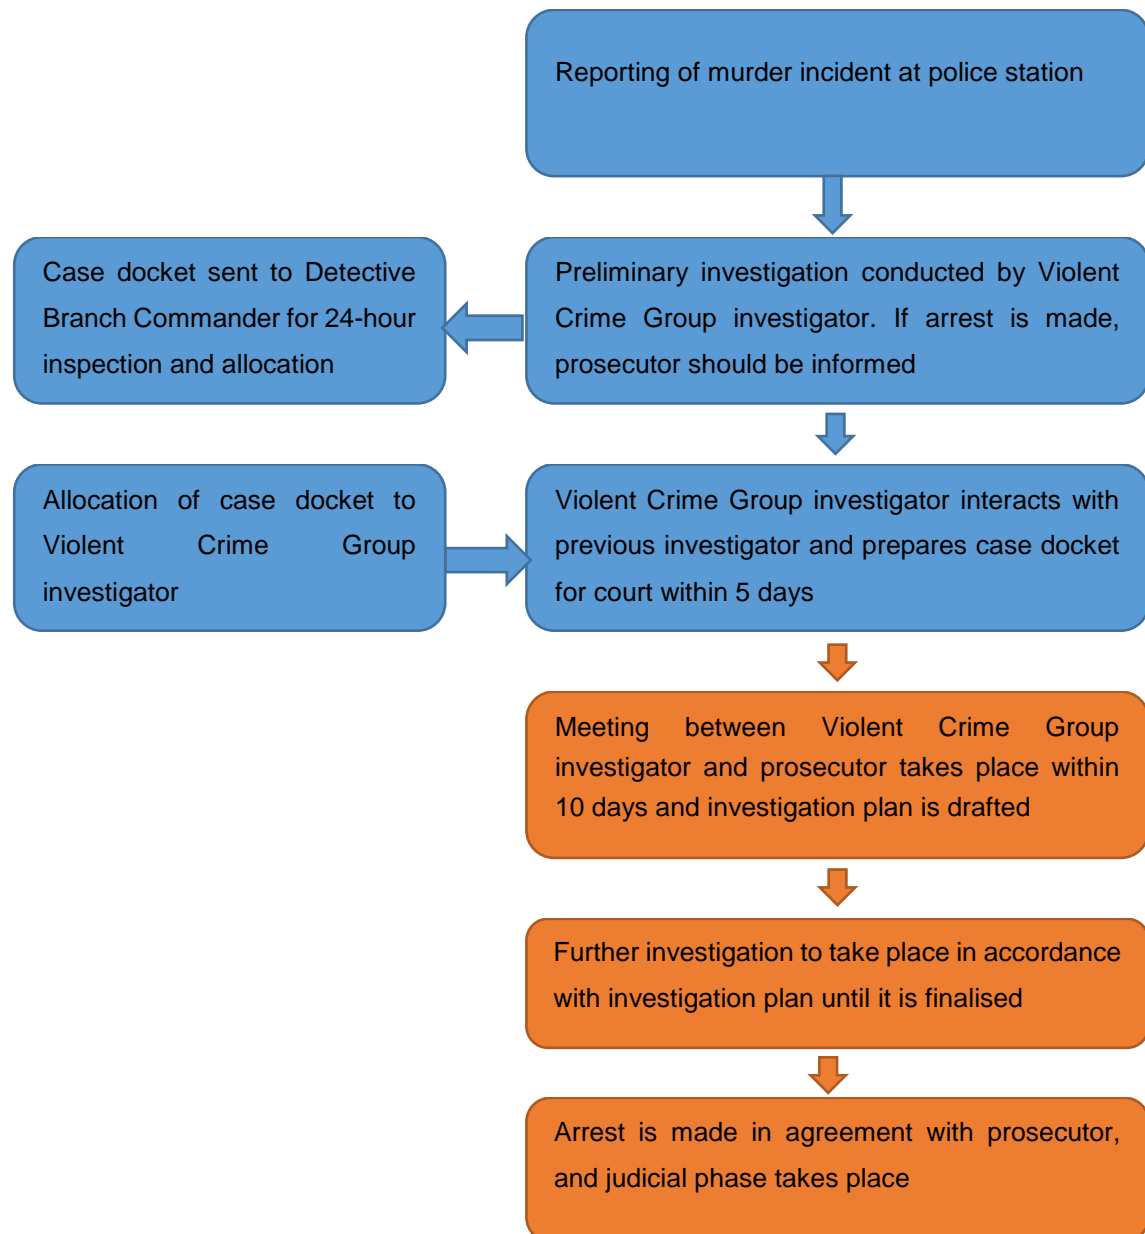 Reporting of murder incident at police station
Case docket sent to Detective
Branch Commander for 24-hour
inspection and allocation
Preliminary investigation conducted by Violent
Crime Group investigator. If arrest is made,
prosecutor should be informed
Allocation of case docket to
Violent Crime Group
investigator
Violent Crime Group investigator interacts with
previous investigator and prepares case docket
for court within 5 days
Meeting between Violent Crime Group
investigator and prosecutor takes place within
10 days and investigation plan is drafted
Further investigation to take place in accordance
with investigation plan until it is finalised
Arrest is made in agreement with prosecutor,
and judicial phase takes place